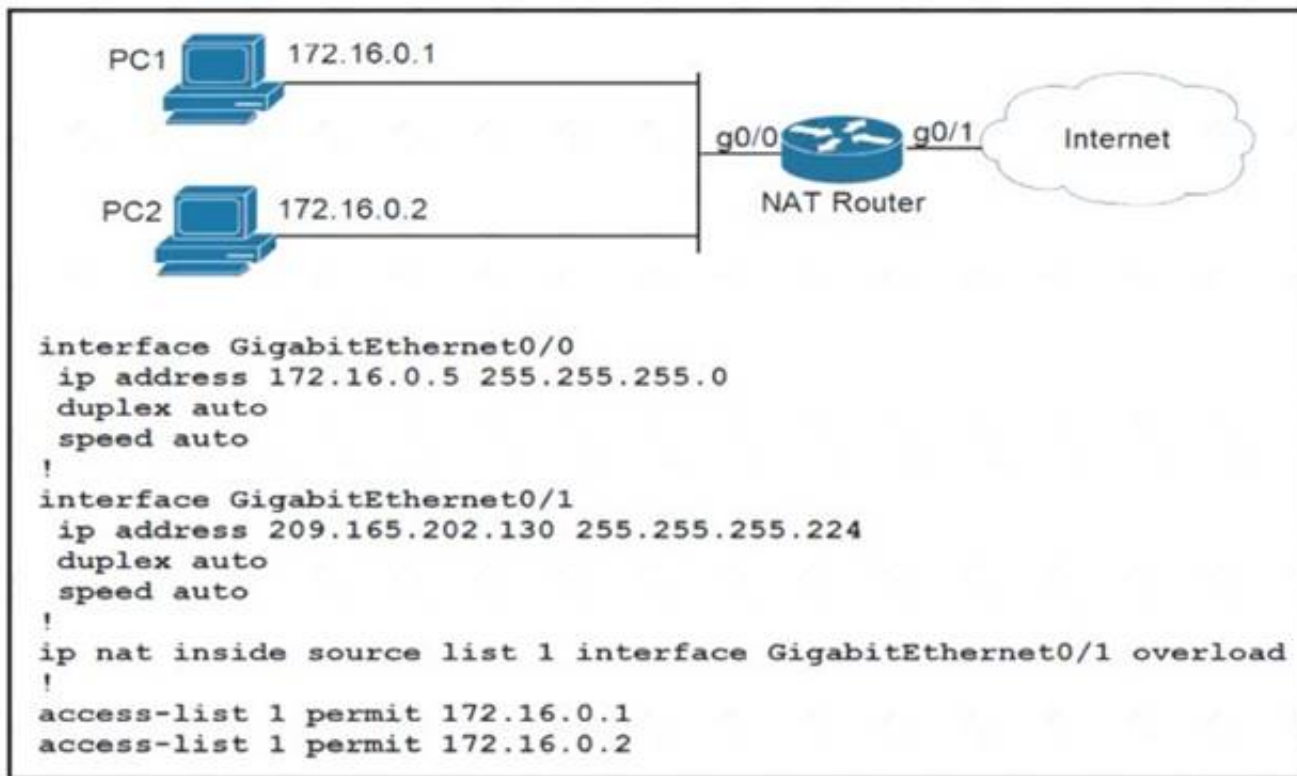 PC1
172.16.0.1
g0/0
g0/1
Internet
PC2
172.16.0.2
NAT Router
interface GigabitEthernet0/0
ip address 172.16.0.5 255.255.255.0
duplex auto
speed auto
!
interface GigabitEthernet0/1
ip address 209.165.202.130 255.255.255.224
duplex auto
speed auto
!
ip nat inside source list 1 interface GigabitEthernet0/1 overload
!
access-list 1 permit 172.16.0.1
access-list 1 permit 172.16.0.2